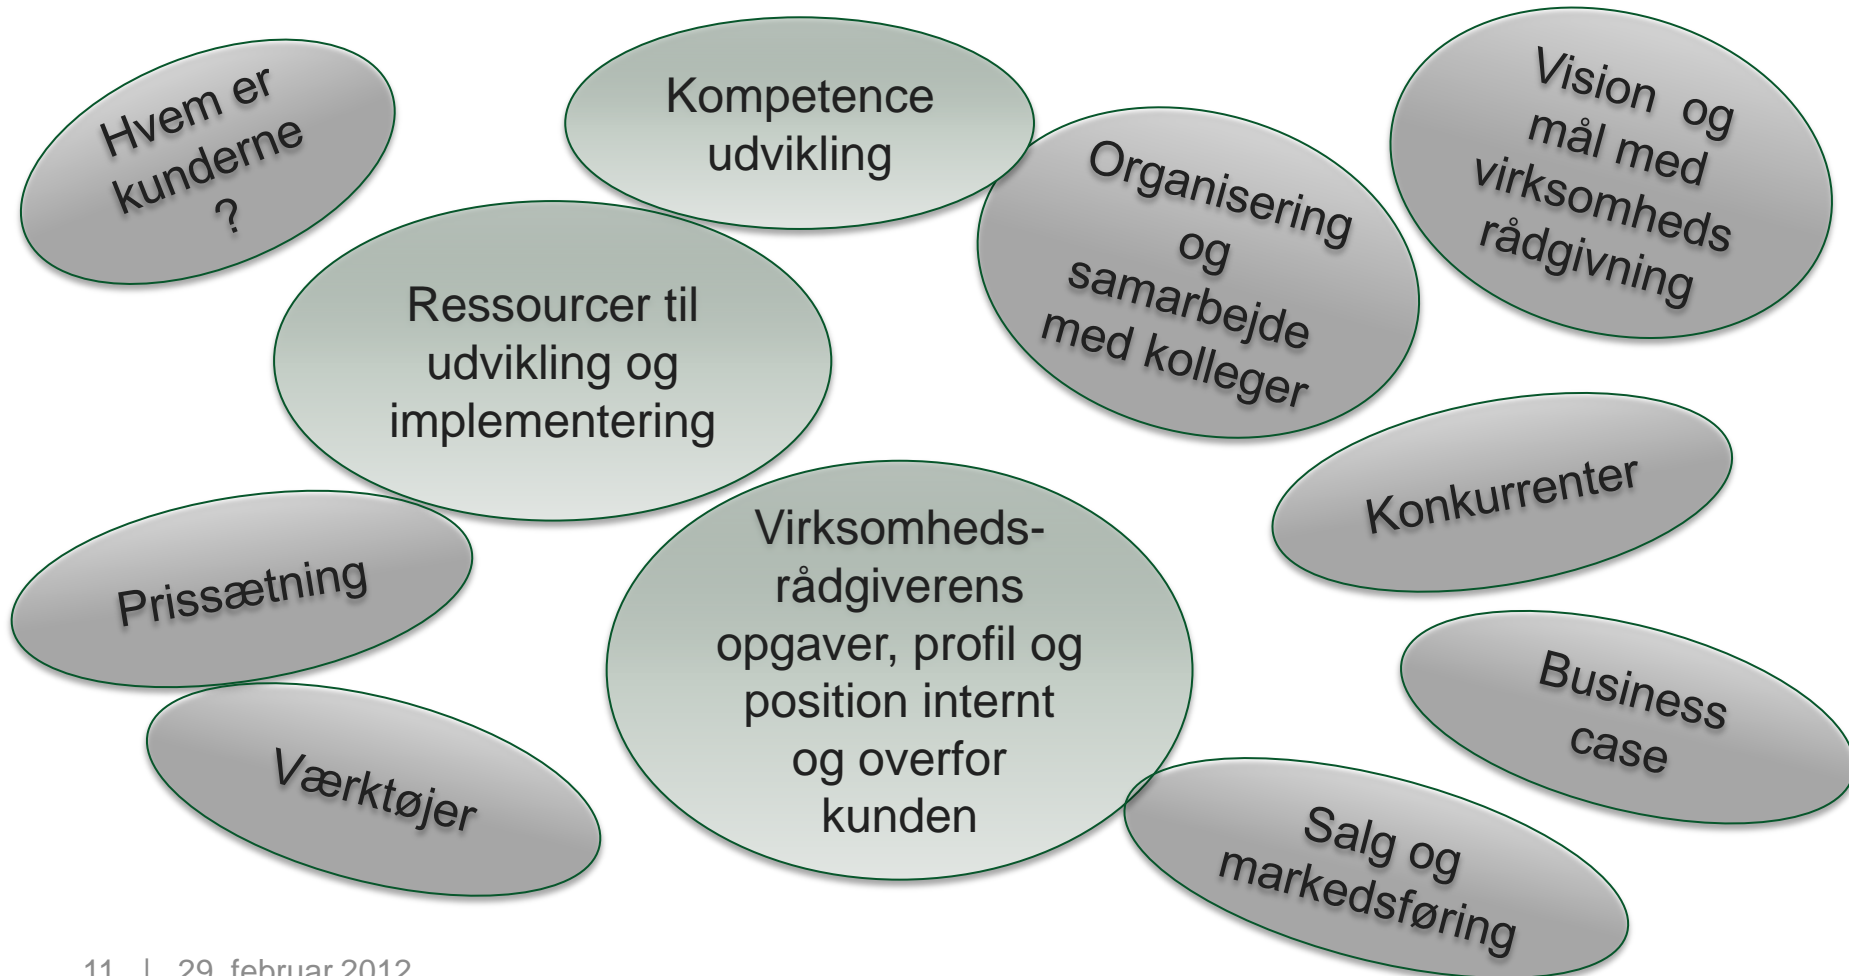 Hvem er
kunderne
?
Kompetence
udvikling
Organisering
og
samarbejde
med kolleger
Vision og
mål med
virksomheds
rådgivning
Ressourcer til
udvikling og
implementering
Konkurrenter
Prissætning
Virksomheds-
rådgiverens
opgaver, profil og
position internt
og overfor
kunden
Business
case
Værktøjer
Salg og
markedsføring
11 | 29. februar 2012